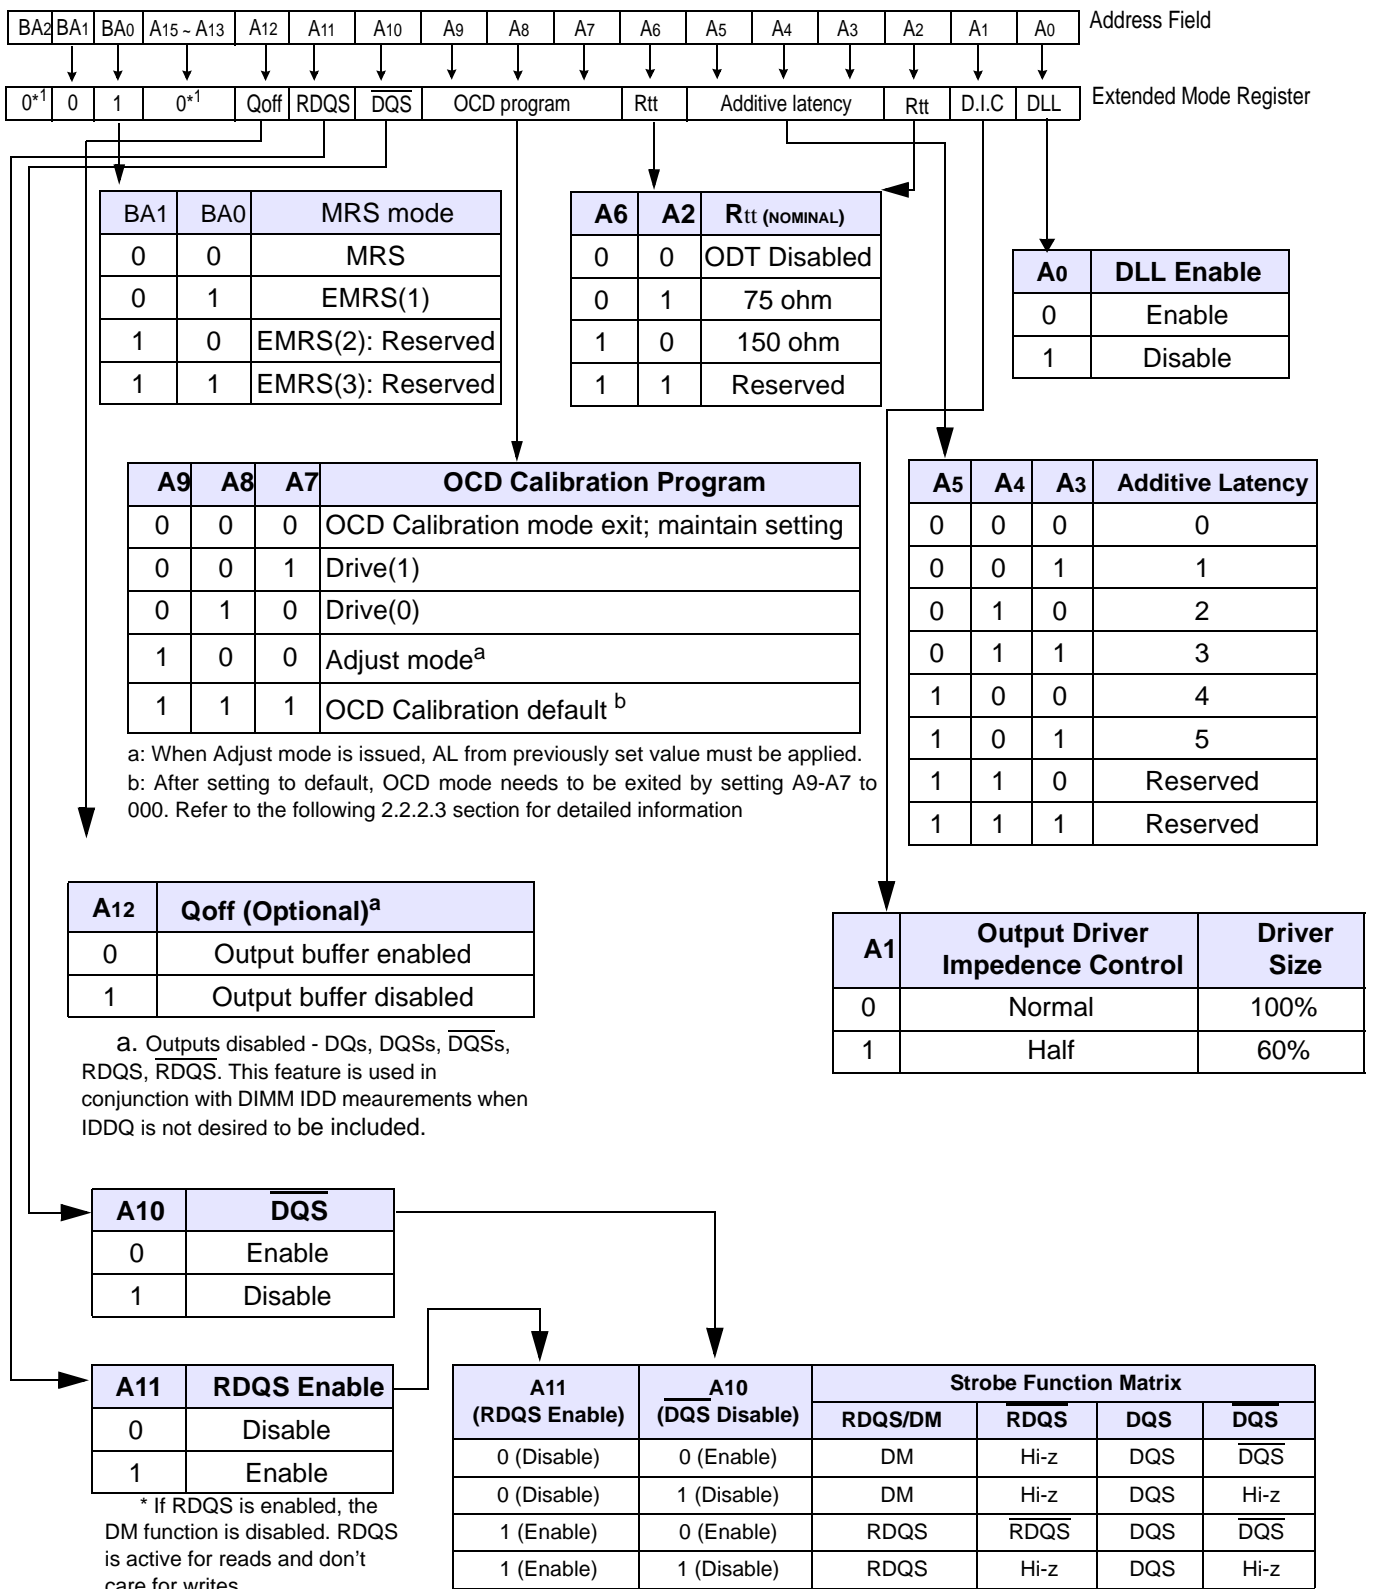 BA2 BA1 BA0 A15 ~ A13 A12 A11 A10 A9 A8 A7 A6 A5 A4 A3 A2 A1 A0 Address Field
0*1 0 1 0*1 Qoff RDQS DQS OCD program Rtt Additive latency Rtt D.I.C DLL Extended Mode Register
BA1 BA0 MRS mode
0 0 MRS
0 1 EMRS(1)
1 0 EMRS(2): Reserved
1 1 EMRS(3): Reserved
A6 A2 Rtt (NOMINAL)
0 0 ODT Disabled
0 1 75 ohm
1 0 150 ohm
1 1 Reserved
A0 DLL Enable
0 Enable
1 Disable
A9 A8 A7 OCD Calibration Program
0 0 0 OCD Calibration mode exit; maintain setting
0 0 1 Drive(1)
0 1 0 Drive(0)
1 0 0 Adjust modea
1 1 1 OCD Calibration default b
a: When Adjust mode is issued, AL from previously set value must be applied.
b: After setting to default, OCD mode needs to be exited by setting A9-A7 to
000. Refer to the following 2.2.2.3 section for detailed information
A5 A4 A3 Additive Latency
0 0 0 0
0 0 1 1
0 1 0 2
0 1 1 3
1 0 0 4
1 0 1 5
1 1 0 Reserved
1 1 1 Reserved
A12 Qoff (Optional)a
0 Output buffer enabled
1 Output buffer disabled
a. Outputs disabled - DQs, DQSs, DQSs,
RDQS, RDQS. This feature is used in
conjunction with DIMM IDD meaurements when
IDDQ is not desired to be included.
A1 Output Driver Impedence Control Driver Size
0 Normal 100%
1 Half 60%
A10 DQS
0 Enable
1 Disable
A11 RDQS Enable
0 Disable
1 Enable
* If RDQS is enabled, the
DM function is disabled. RDQS
is active for reads and don't
care for writes
A11 (RDQS Enable) A10 (DQS Disable) Strobe Function Matrix
RDQS/DM RDQS DQS DQS
0 (Disable) 0 (Enable) DM Hi-z DQS DQS
0 (Disable) 1 (Disable) DM Hi-z DQS Hi-z
1 (Enable) 0 (Enable) RDQS RDQS DQS DQS
1 (Enable) 1 (Disable) RDQS Hi-z DQS Hi-z